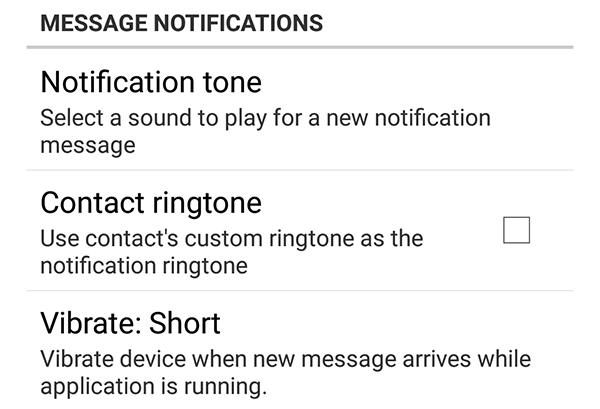 MESSAGE NOTIFICATIONS
Notification tone
Select a sound to play for a new notification
message
Contact ringtone
Use contact's custom ringtone as the
notification ringtone
Vibrate: Short
Vibrate device when new message arrives while
application is running.